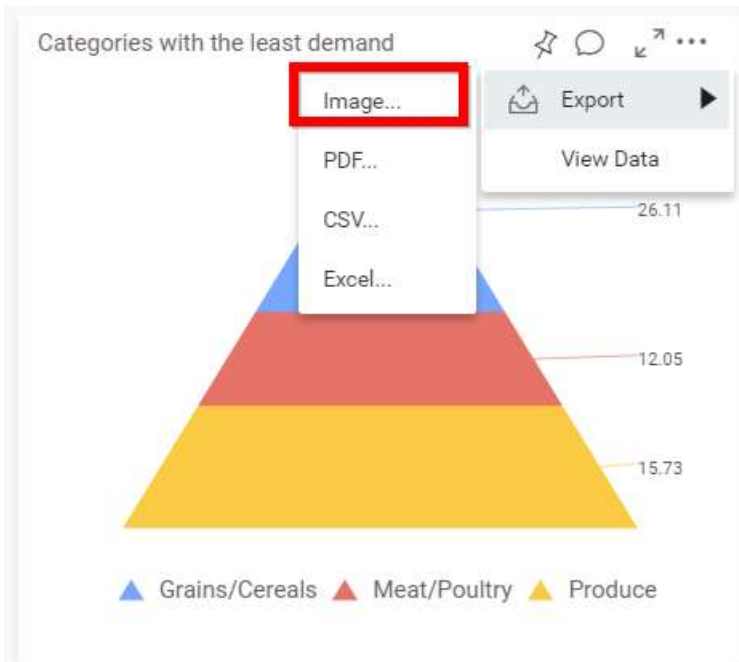 Categories with the least demand
Image...
Export
PDF...
View Data
CSV...
26.11
Excel...
12.05
15.73
Grains/Cereals Meat/Poultry Produce